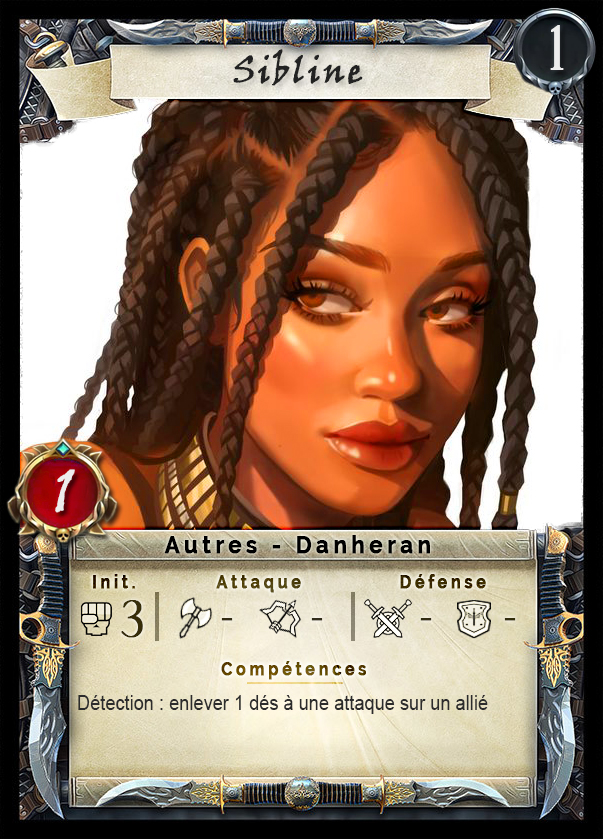 Sibline
1
1
Autres - Danheran
Init. Attaque Défense
3 - - - -
Compétences
Détection : enlever 1 dés à une attaque sur un allié